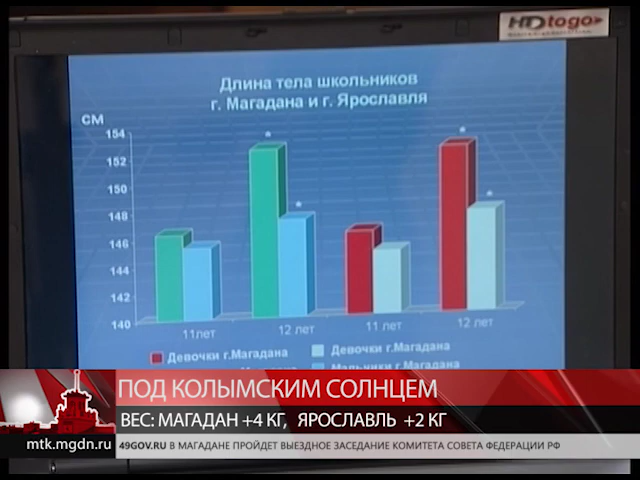 HDtogo
Длина тела школьников
г. Магадана и г. Ярославля
см
154
152
150
148
146
144
142
140
11лет
12 лет
11 лет
12 лет
Девочки г.Магадана
Девочки г.Магадана
Мальчики г.Магадана
ПОД КОЛЫМСКИМ СОЛНЦЕМ
ВЕС: МАГАДАН +4 КГ, ЯРОСЛАВЛЬ +2 КГ
mtk.mgdn.ru
49GOV.RU В МАГАДАНЕ ПРОЙДЕТ ВЫЕЗДНОЕ ЗАСЕДАНИЕ КОМИТЕТА СОВЕТА ФЕДЕРАЦИИ РФ